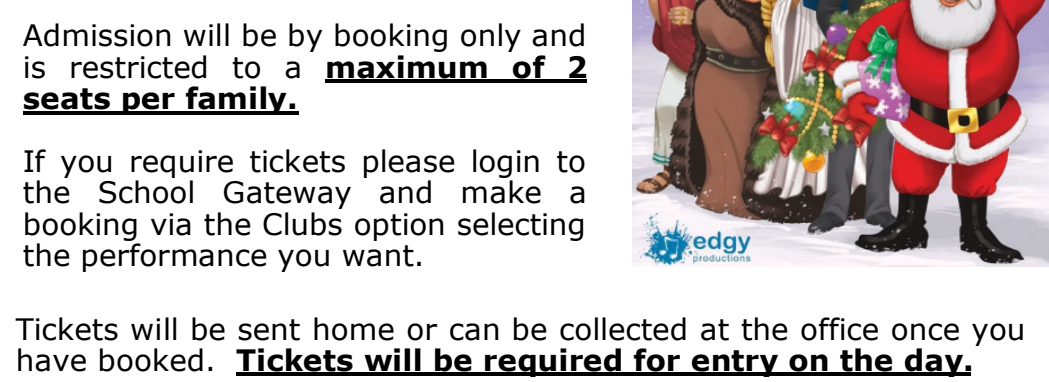 Admission will be by booking only and
is restricted to a maximum of 2
seats per family.
If you require tickets please login to
the School Gateway and make a
booking via the Clubs option selecting
the performance you want.
edgy
productions
Tickets will be sent home or can be collected at the office once you
have booked. Tickets will be required for entry on the day.